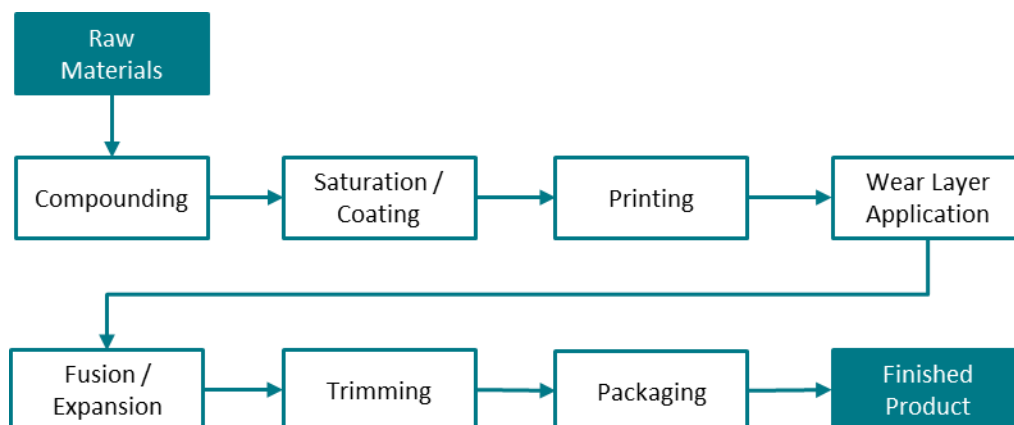 Raw
Materials
Compounding
Saturation /
Coating
Printing
Wear Layer
Application
Fusion /
Expansion
Trimming
Packaging
Finished
Product